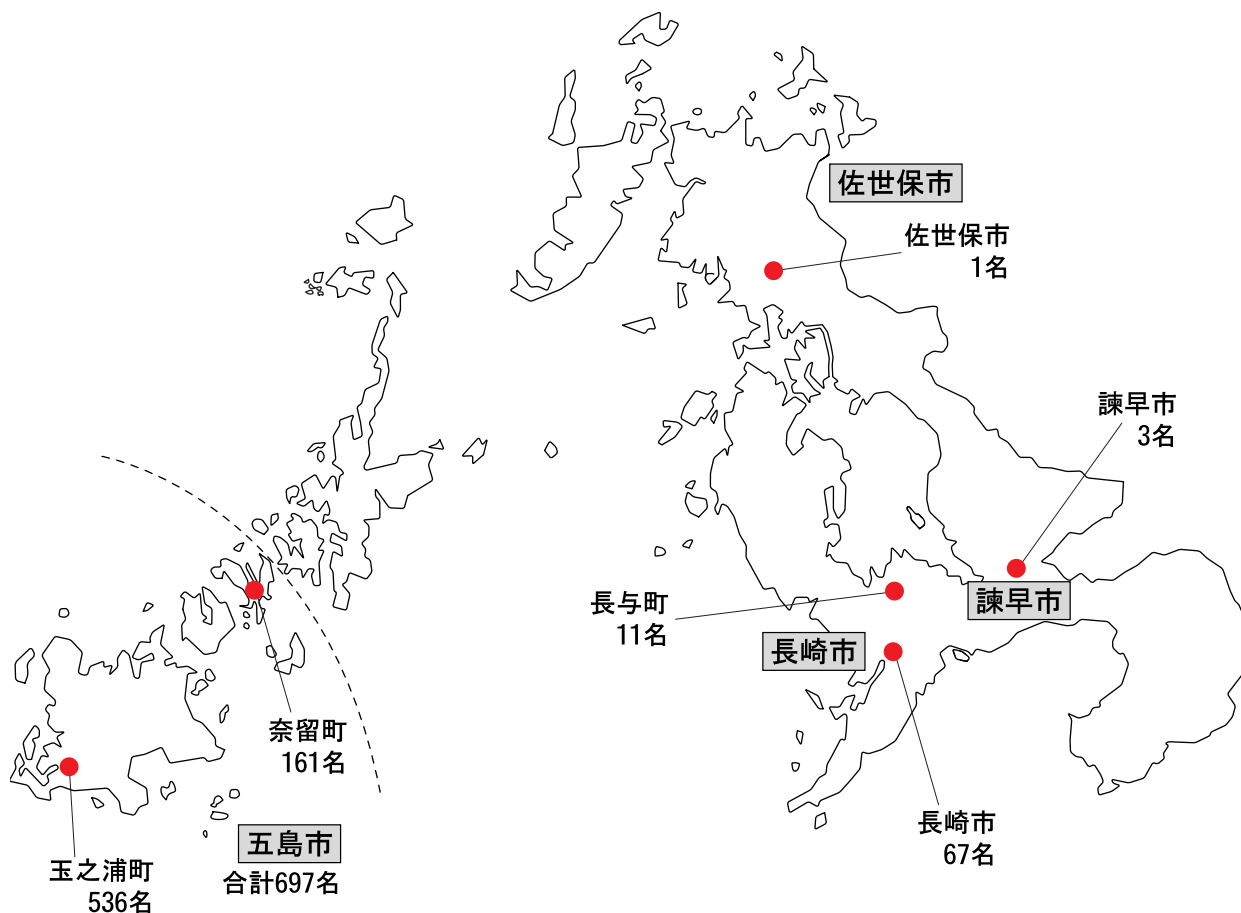 佐世保市
佐世保市
1名
諫早市
3名
長与町
11名
諫早市
長崎市
奈留町
161名
長崎市
67名
五島市
合計697名
玉之浦町
536名